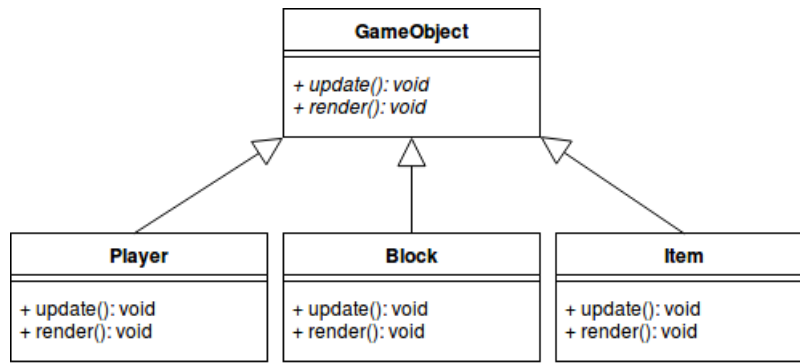 GameObject
+ update(): void
+ render(): void
Player
+ update(): void
+ render(): void
Block
+ update(): void
+ render(): void
Item
+ update(): void
+ render(): void